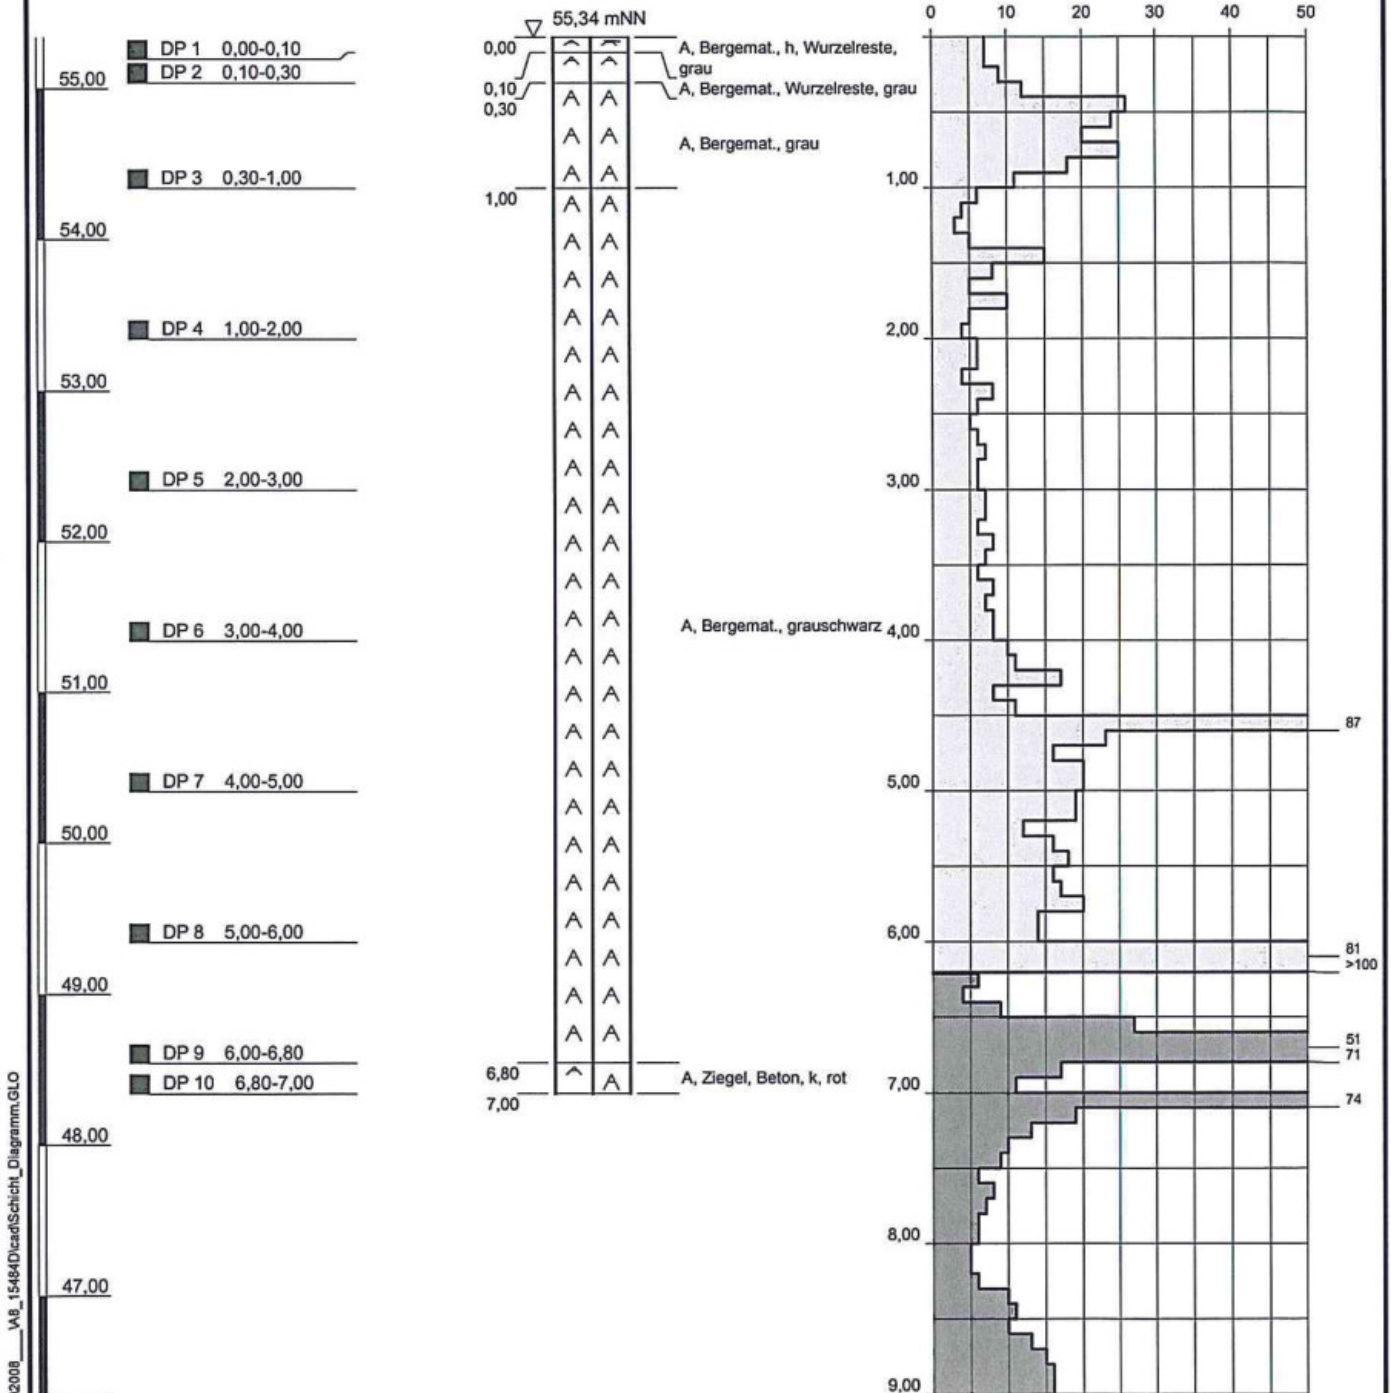 55,34 mNN
0 10 20 30 40 50
DP 1 0,00-0,10
DP 2 0,10-0,30
DP 3 0,30-1,00
DP 4 1,00-2,00
DP 5 2,00-3,00
DP 6 3,00-4,00
DP 7 4,00-5,00
DP 8 5,00-6,00
DP 9 6,00-6,80
DP 10 6,80-7,00
55,00
54,00
53,00
52,00
51,00
50,00
49,00
48,00
47,00
0,00
0,10
0,30
1,00
6,80
7,00
A, Bergemat., h, Wurzelreste,
grau
A, Bergemat., Wurzelreste, grau
A, Bergemat., grau
A, Bergemat., grauschwarz
A, Ziegel, Beton, k, rot
1,00
2,00
3,00
4,00
5,00
6,00
7,00
8,00
9,00
87
81
>100
51
71
74
2008___\A8_15484D\cad\Schicht_Diagramm.GLO